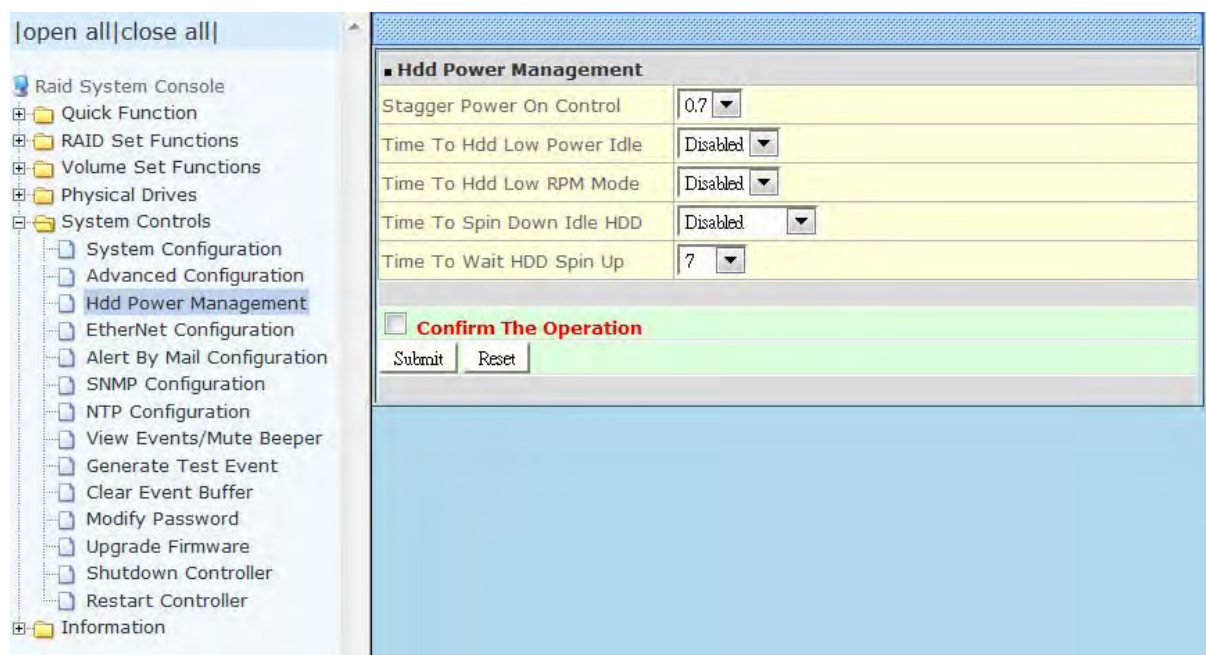 |open all|close all|
Raid System Console
Quick Function
RAID Set Functions
Volume Set Functions
Physical Drives
System Controls
System Configuration
Advanced Configuration
Hdd Power Management
EtherNet Configuration
Alert By Mail Configuration
SNMP Configuration
NTP Configuration
View Events/Mute Beeper
Generate Test Event
Clear Event Buffer
Modify Password
Upgrade Firmware
Shutdown Controller
Restart Controller
Information
Hdd Power Management
Stagger Power On Control 0.7
Time To Hdd Low Power Idle Disabled
Time To Hdd Low RPM Mode Disabled
Time To Spin Down Idle HDD Disabled
Time To Wait HDD Spin Up 7
Confirm The Operation
Submit Reset